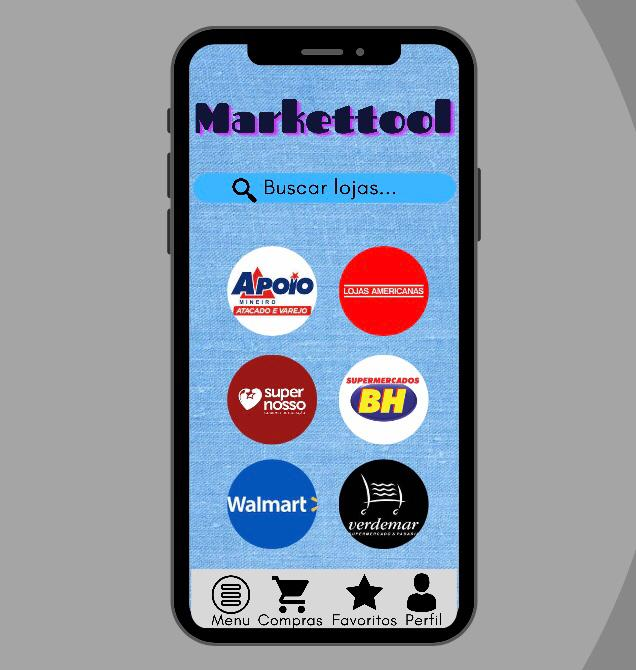 Markettool
Buscar lojas...
Apoio
MINEIRO
ATACADO E VAREJO
LOJAS AMERICANAS
super
nosso
SUPERMERCADOS
BH
Walmart
verdemar
Menu Compras Favoritos Perfil